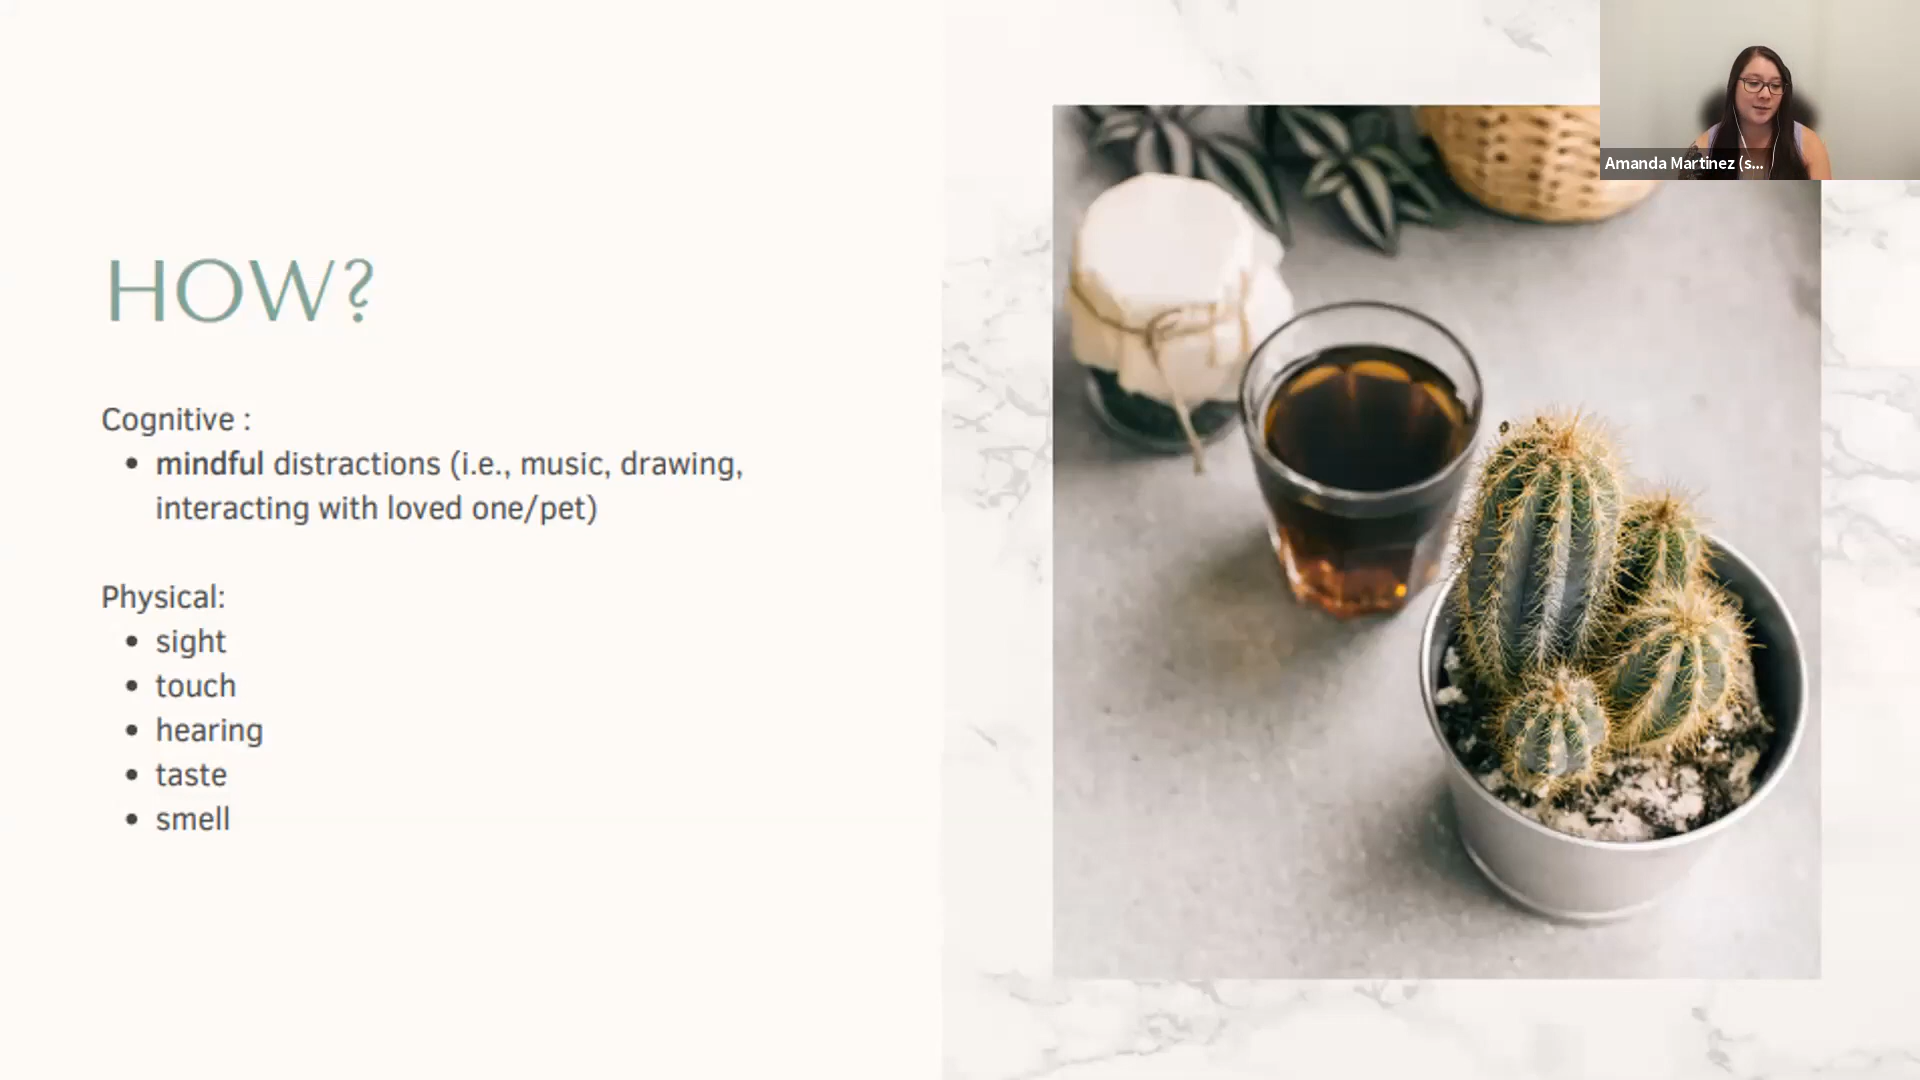 HOW?
Cognitive :
• mindful distractions (i.e., music, drawing,
interacting with loved one/pet)
Physical:
• sight
• touch
• hearing
• taste
• smell
Amanda Martinez (s...